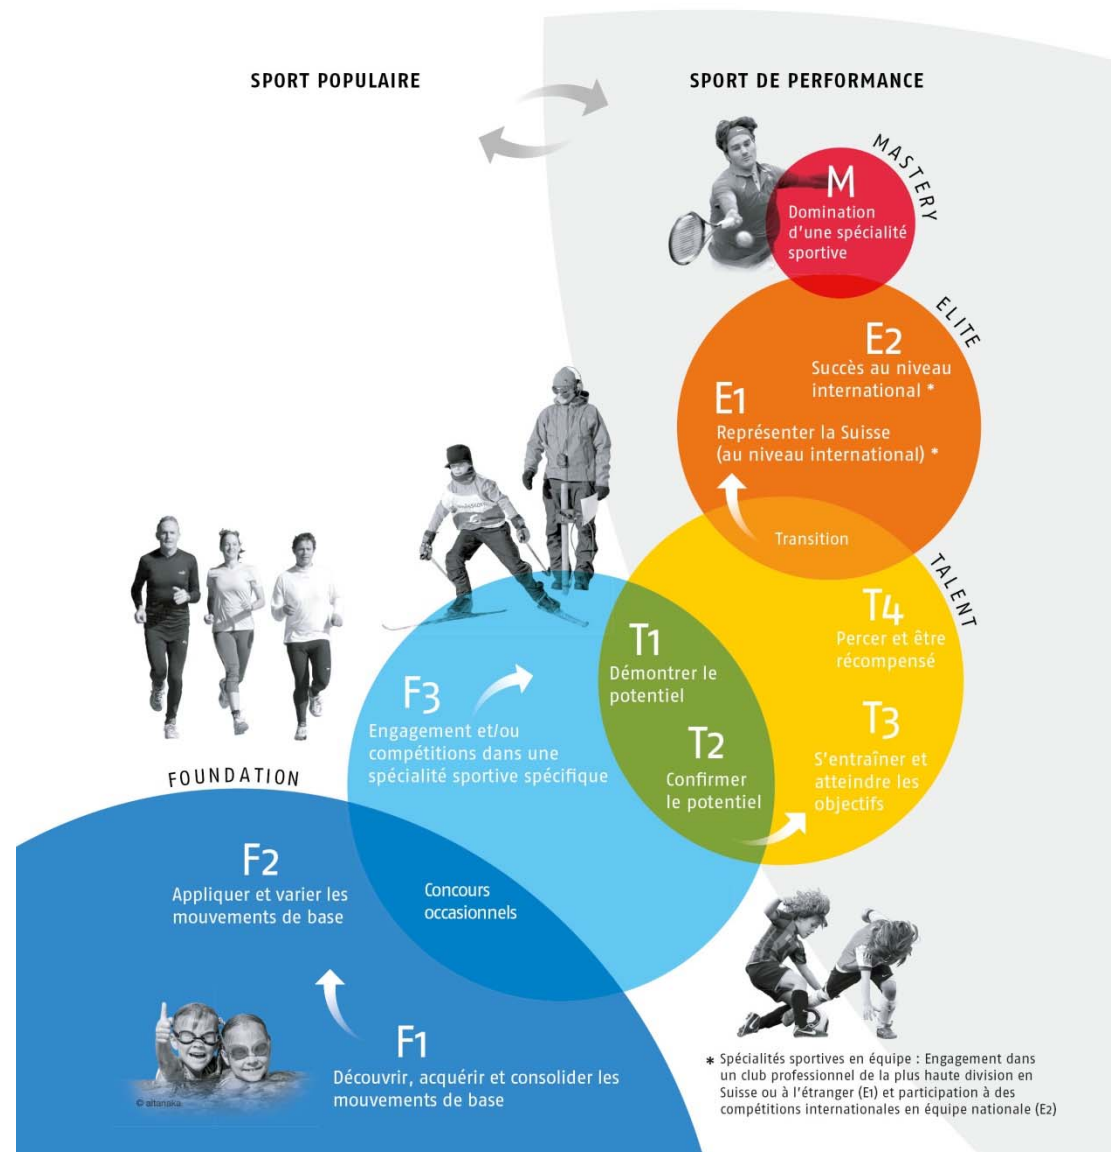 SPORT POPULAIRE
SPORT DE PERFORMANCE
MASTERY
M
Domination
d'une spécialité
sportive
ELITE
E2
Succès au niveau
international *
E1
Représenter la Suisse
(au niveau international) *
Transition
TALENT
T4
Percer et être
récompensé
T1
Démontrer le
potentiel
T3
S'entraîner et
atteindre les
objectifs
T2
Confirmer
le potentiel
F3
Engagement et/ou
compétitions dans une
spécialité sportive spécifique
FOUNDATION
F2
Appliquer et varier les
mouvements de base
Concours
occasionnels
F1
Découvrir, acquérir et consolider les
mouvements de base
© altanaka
* Spécialités sportives en équipe : Engagement dans
un club professionnel de la plus haute division en
Suisse ou à l'étranger (E1) et participation à des
compétitions internationales en équipe nationale (E2)